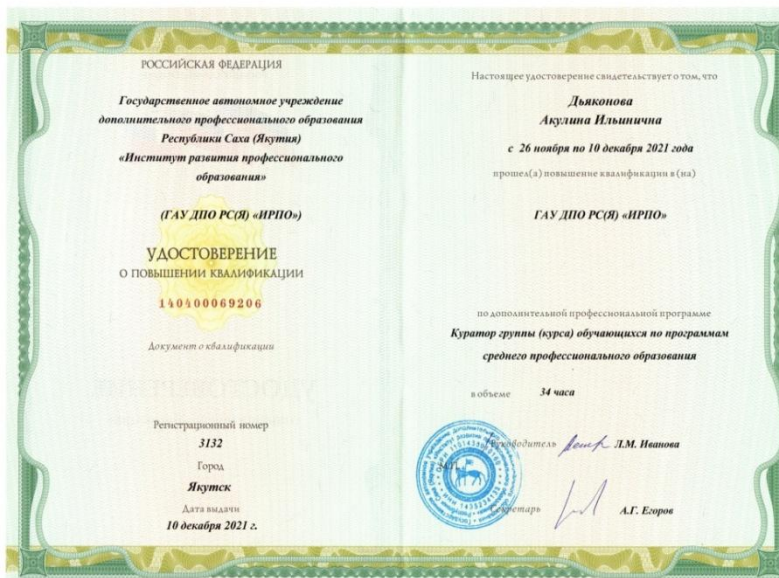 РОССИЙСКАЯ ФЕДЕРАЦИЯ
Государственное автономное учреждение
дополнительного профессионального образования
Республики Саха (Якутия)
«Институт развития профессионального
образования»
(ГАУ ДПО РС(Я) «ИРПО»)
УДОСТОВЕРЕНИЕ
О ПОВЫШЕНИИ КВАЛИФИКАЦИИ
140400069206
Документ о квалификации
Регистрационный номер
3132
Город
Якутск
Дата выдачи
10 декабря 2021 г.
Настоящее удостоверение свидетельствует о том, что
Дьяконова
Акулина Ильинична
с 26 ноября по 10 декабря 2021 года
прошел(а) повышение квалификации в (на)
ГАУ ДПО РС(Я) «ИРПО»
по дополнительной профессиональной программе
Куратор группы (курса) обучающихся по программам
среднего профессионального образования
в объеме 34 часа
Руководитель Л.М. Иванова
М.П.
Секретарь А.Г. Егоров